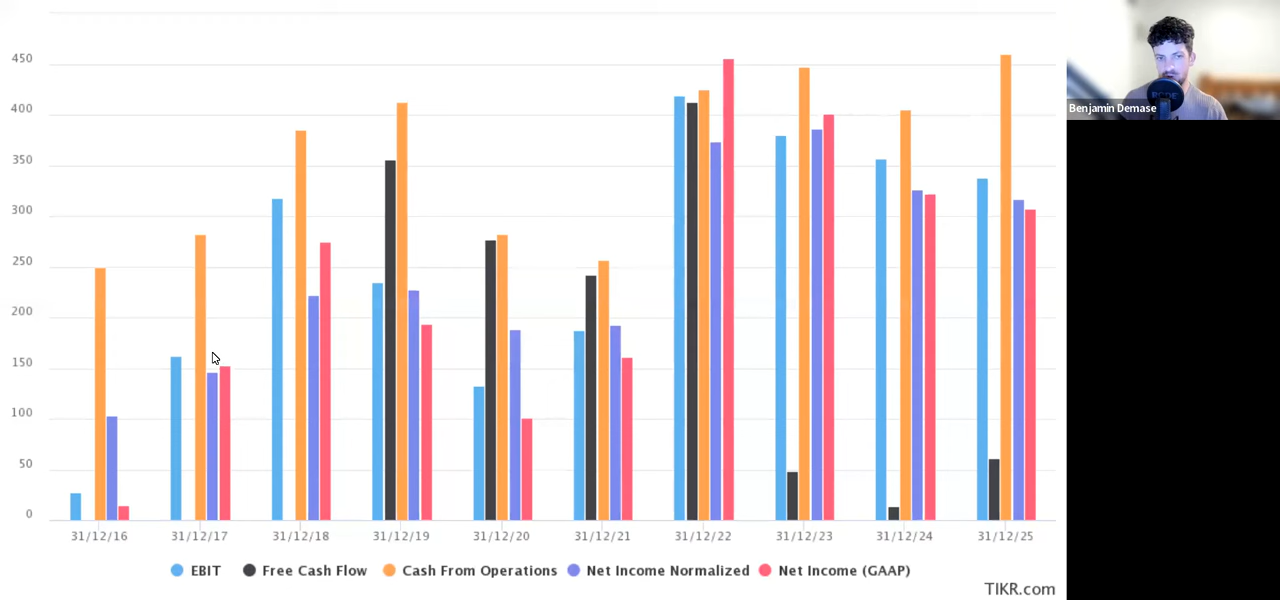 450
400
350
300
250
200
150
100
50
0
31/12/16 31/12/17 31/12/18 31/12/19 31/12/20 31/12/21 31/12/22 31/12/23 31/12/24 31/12/25
EBIT Free Cash Flow Cash From Operations Net Income Normalized Net Income (GAAP)
TIKR.com
RODE
Benjamin Demase